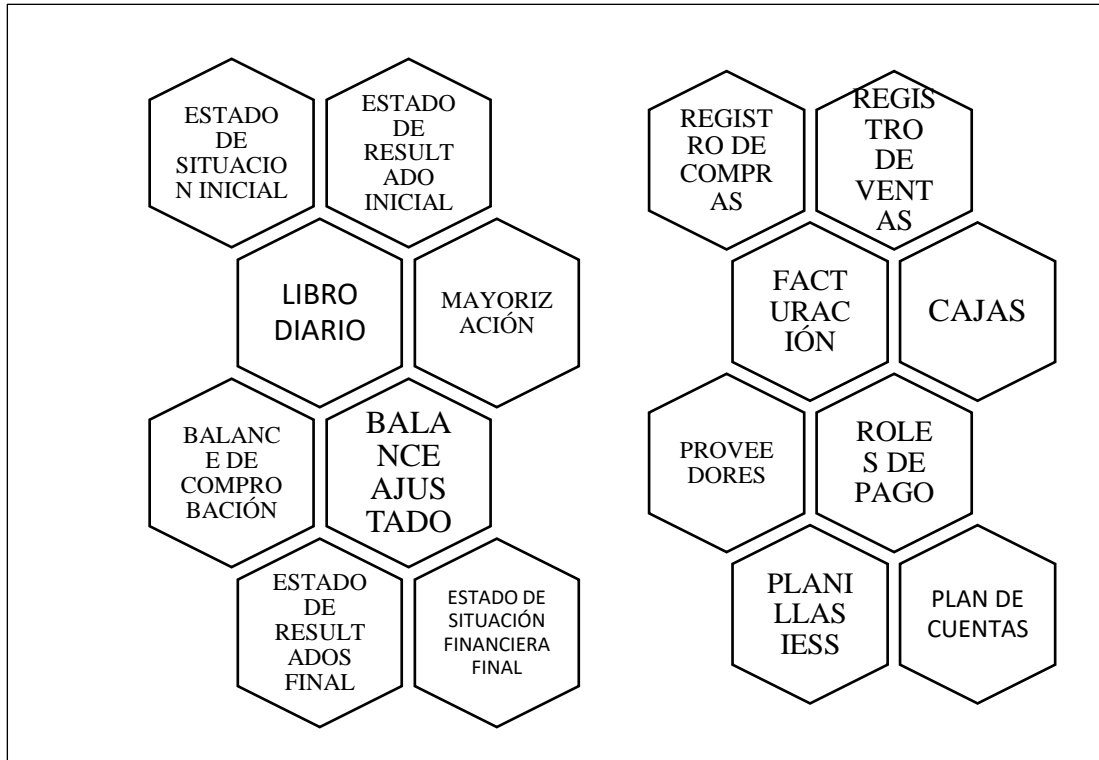 ESTADO
DE
SITUACIO
N INICIAL
ESTADO
DE
RESULT
ADO
INICIAL
LIBRO
DIARIO
MAYORIZ
ACIÓN
BALANC
E DE
COMPRO
BACIÓN
BALA
NCE
AJUS
TADO
ESTADO
DE
RESULT
ADOS
FINAL
ESTADO DE
SITUACIÓN
FINANCIERA
FINAL
REGIST
RO DE
COMPR
AS
REGIS
TRO
DE
VENT
AS
FACT
URAC
IÓN
CAJAS
PROVEE
DORES
ROLE
S DE
PAGO
PLANI
LLAS
IESS
PLAN DE
CUENTAS